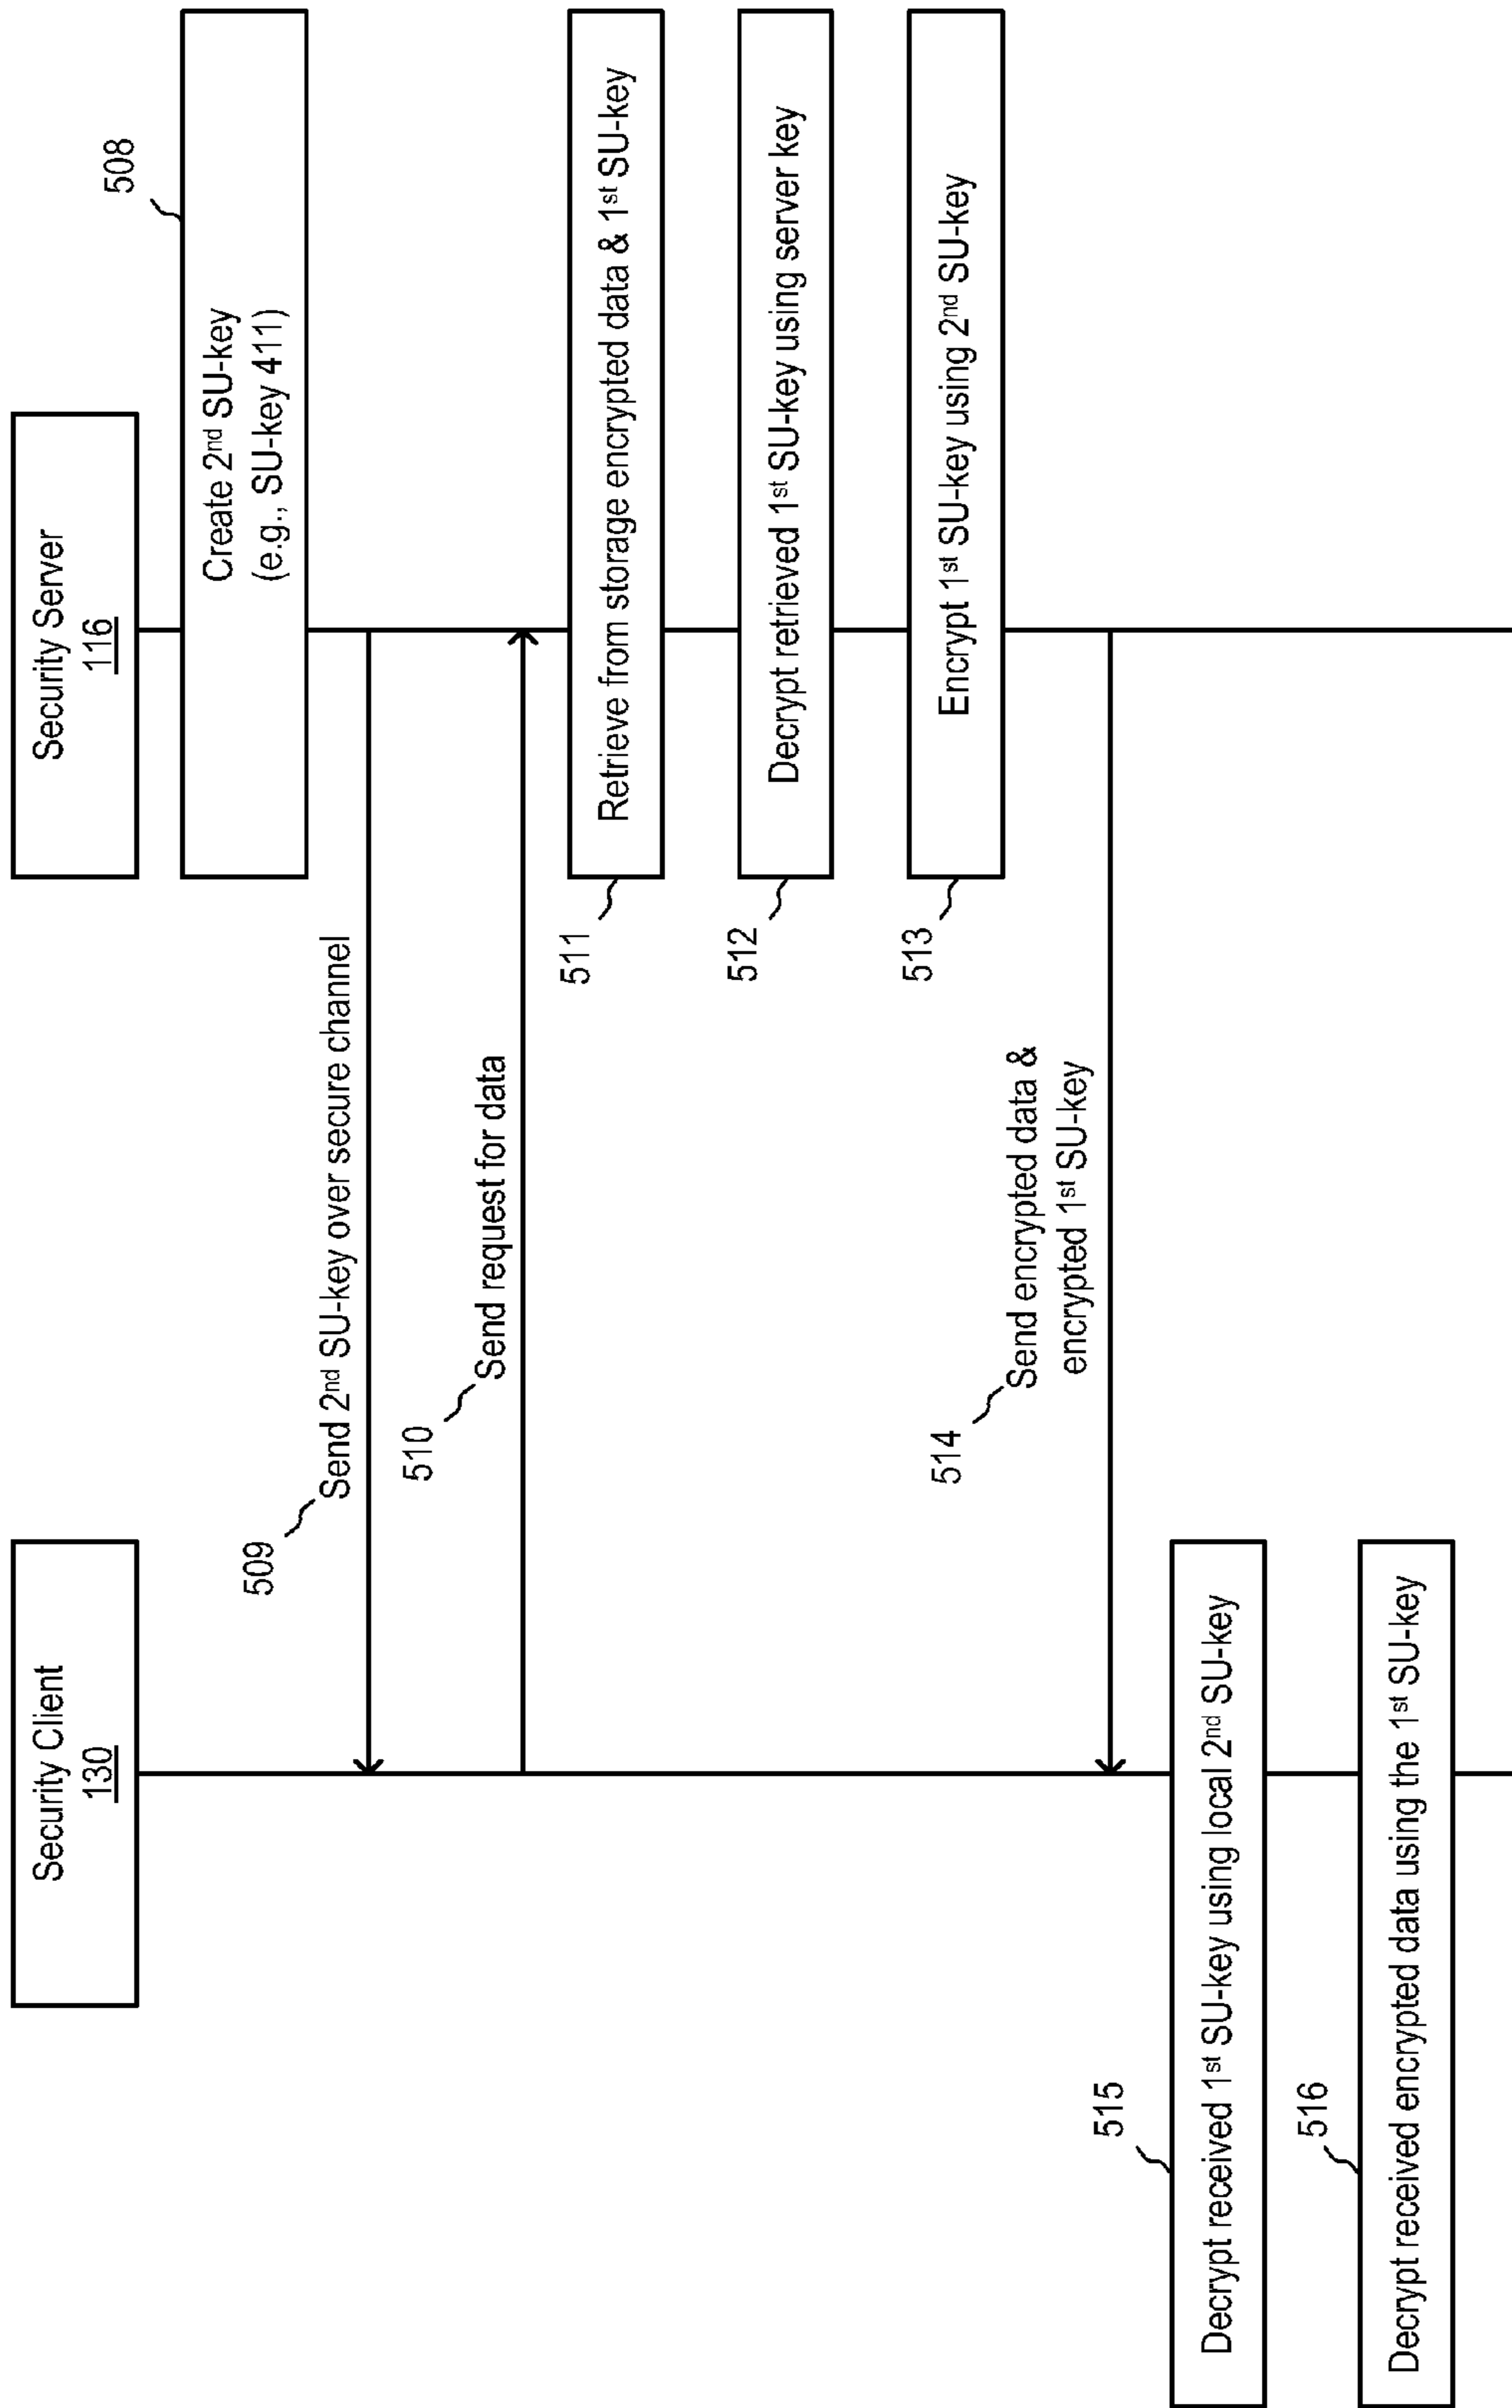 Security Client
130
Security Server
116
508
Create 2nd SU-key
(e.g., SU-key 411)
509
Send 2nd SU-key over secure channel
510
Send request for data
511
Retrieve from storage encrypted data & 1st SU-key
512
Decrypt retrieved 1st SU-key using server key
513
Encrypt 1st SU-key using 2nd SU-key
514
Send encrypted data &
encrypted 1st SU-key
515
Decrypt received 1st SU-key using local 2nd SU-key
516
Decrypt received encrypted data using the 1st SU-key